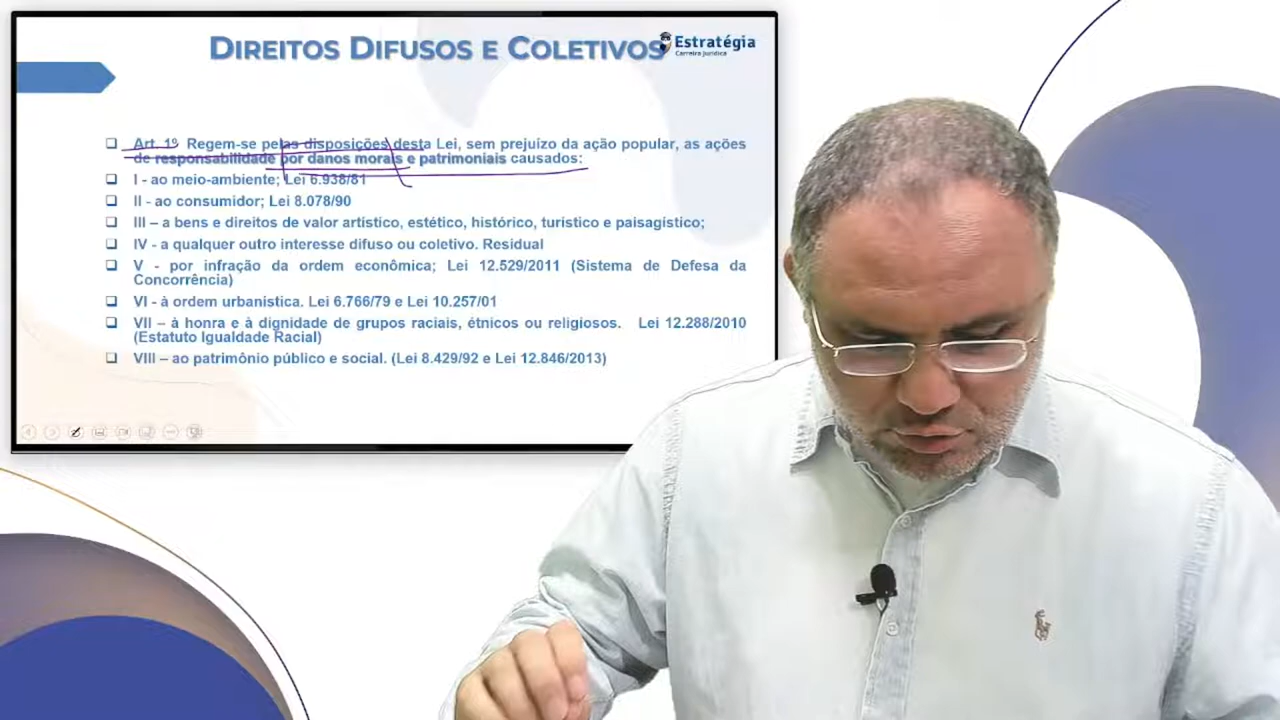 DIREITOS DIFUSOS E COLETIVOS
Estratégia
Carreira Jurídica
Art. 1º Regem-se pelas disposições desta Lei, sem prejuízo da ação popular, as ações
de responsabilidade por danos morais e patrimoniais causados:
I - ao meio-ambiente; Lei 6.938/81
II - ao consumidor; Lei 8.078/90
III – a bens e direitos de valor artístico, estético, histórico, turístico e paisagístico;
IV - a qualquer outro interesse difuso ou coletivo. Residual
V - por infração da ordem econômica; Lei 12.529/2011 (Sistema de Defesa da
Concorrência)
VI - à ordem urbanística. Lei 6.766/79 e Lei 10.257/01
VII – à honra e à dignidade de grupos raciais, étnicos ou religiosos. Lei 12.288/2010
(Estatuto Igualdade Racial)
VIII – ao patrimônio público e social. (Lei 8.429/92 e Lei 12.846/2013)